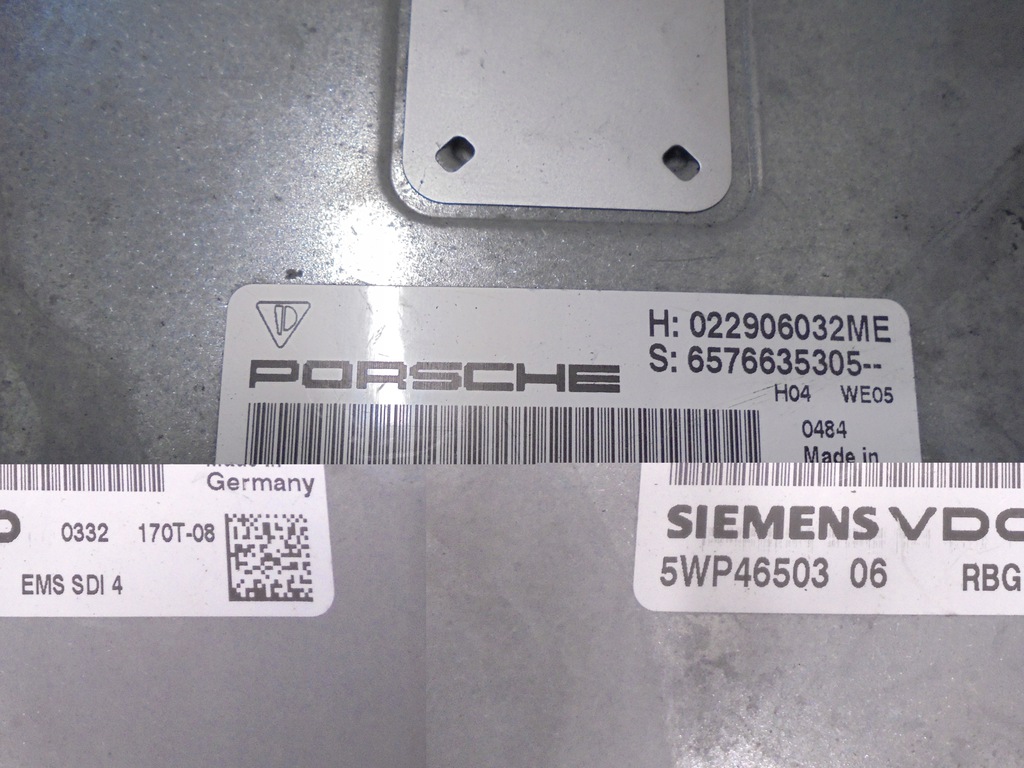 H: 022906032ME
PORSCHE
S: 6576635305--
H04 WE05
0484
Made in
Germany
0332 170T-08
EMS SDI 4
SIEMENS VDO
5WP46503 06 RBG